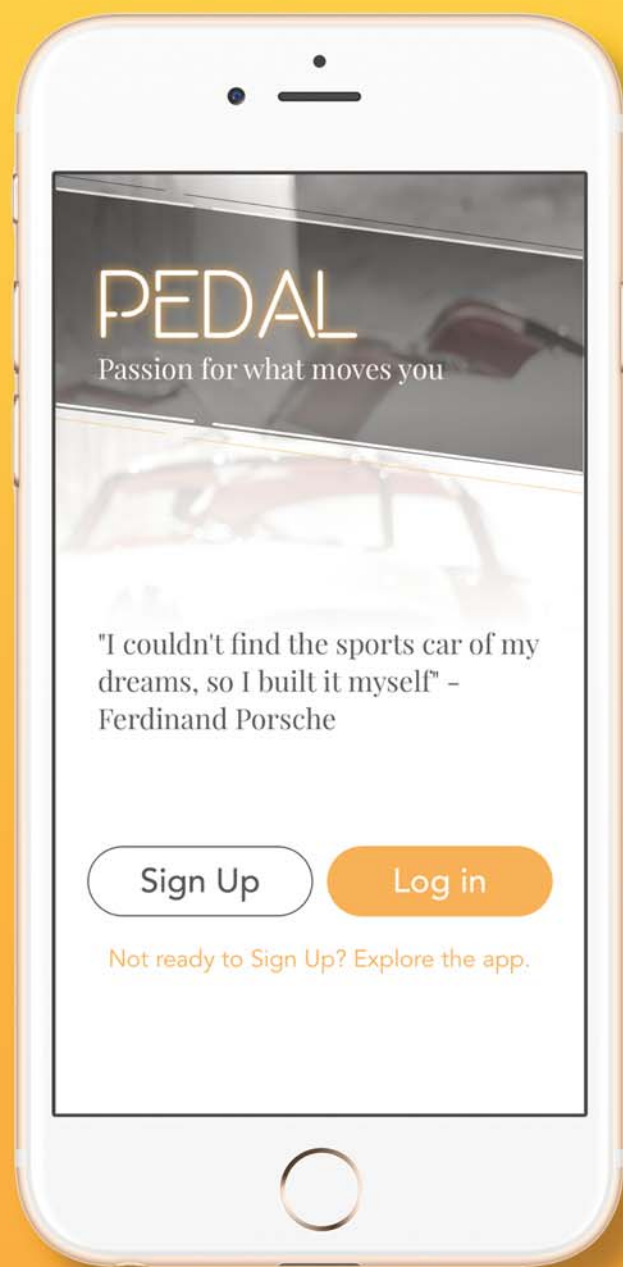 PEDAL
Passion for what moves you
"I couldn't find the sports car of my
dreams, so I built it myself" -
Ferdinand Porsche
Sign Up
Log in
Not ready to Sign Up? Explore the app.